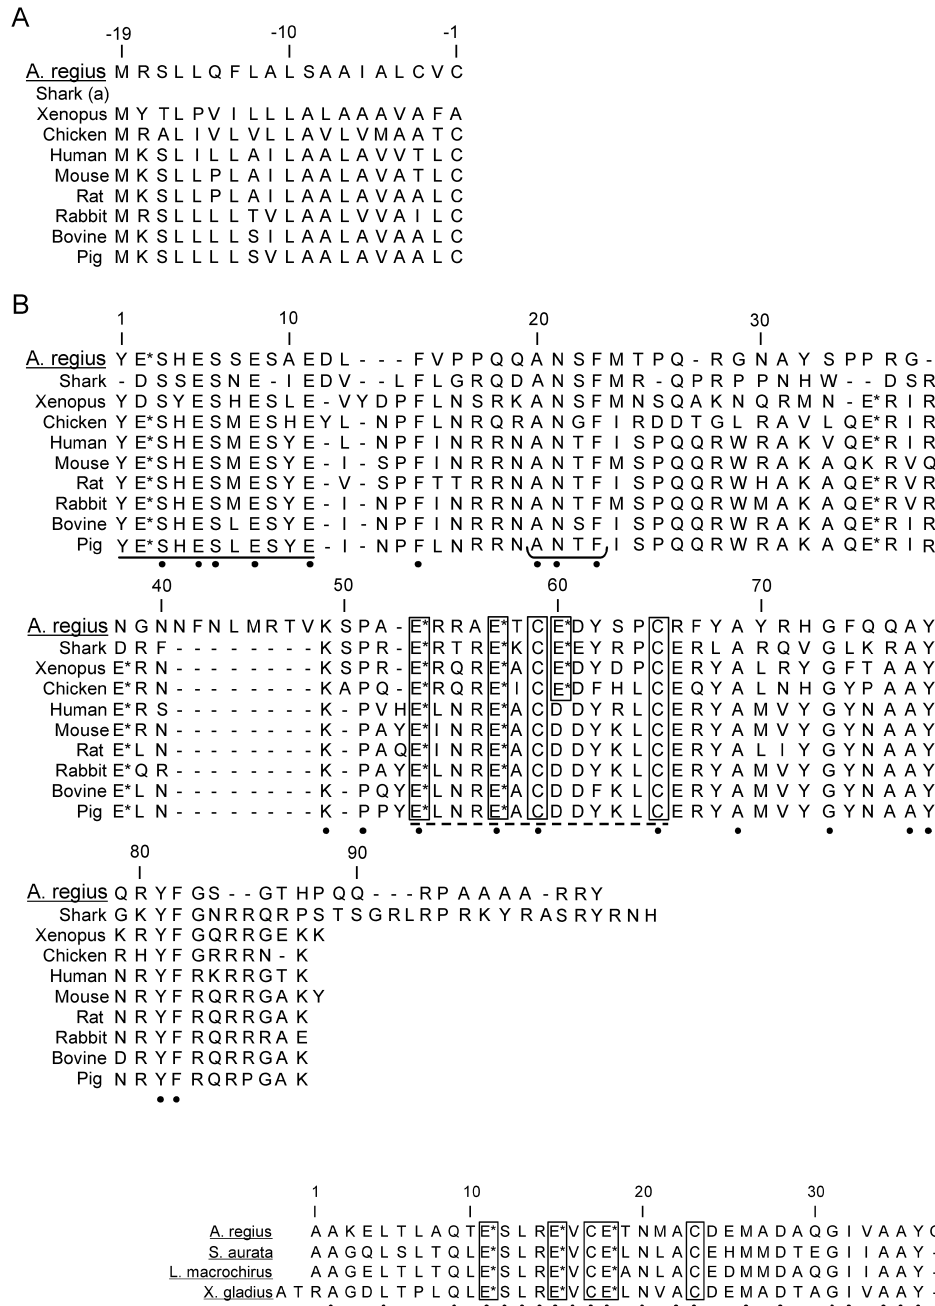 A
-19 -10 -1
A. regius M R S L L Q F L A L S A A I A L C V C
Shark (a)
Xenopus M Y T L P V I L L L A L A A A V A F A
Chicken M R A L I V L V L L A V L V M A A T C
Human M K S L I L L A I L A A L A V V T L C
Mouse M K S L L P L A I L A A L A V A T L C
Rat M K S L L P L A I L A A L A V A A L C
Rabbit M R S L L L L T V L A A L V V A I L C
Bovine M K S L L L L S I L A A L A V A A L C
Pig M K S L L L L S V L A A L A V A A L C
B
1 10 20 30
A. regius Y E* S H E S S E S A E D L - - - F V P P Q Q A N S F M T P Q - R G N A Y S P P R G -
Shark - D S S E S N E - I E D V - - L F L G R Q D A N S F M R - Q P R P P N H W - - D S R
Xenopus Y D S Y E S H E S L E - V Y D P F L N S R K A N S F M N S Q A K N Q R M N - E* R I R
Chicken Y E* S H E S M E S H E Y L - N P F L N R Q R A N G F I R D D T G L R A V L Q E* R I R
Human Y E* S H E S M E S Y E - L - N P F I N R R N A N T F I S P Q Q R W R A K V Q E* R I R
Mouse Y E* S H E S M E S Y E - I - S P F I N R R N A N T F M S P Q Q R W R A K A Q K R V Q
Rat Y E* S H E S M E S Y E - V - S P F T T R R N A N T F I S P Q Q R W H A K A Q E* R V R
Rabbit Y E* S H E S M E S Y E - I - N P F I N R R N A N T F M S P Q Q R W R A K A Q E* R V R
Bovine Y E* S H E S L E S Y E - I - N P F I N R R N A N S F I S P Q Q R W R A K A Q E* R I R
Pig Y E* S H E S L E S Y E - I - N P F L N R R N A N T F I S P Q Q R W R A K A Q E* R I R
40 50 60 70
A. regius N G N N F N L M R T V K S P A - E* R R A E* T C E* D Y S P C R F Y A Y R H G F Q Q A Y
Shark D R F - - - - - - - - K S P R - E* R T R E* K C E* E Y R P C E R L A R Q V G L K R A Y
Xenopus E* R N - - - - - - - - K S P R - E* R Q R E* K C E* D Y D P C E R Y A L R Y G F T A A Y
Chicken E* R N - - - - - - - - K A P Q - E* R Q R E* I C E* D F H L C E Q Y A L N H G Y P A A Y
Human E* R S - - - - - - - - K - P V H E* L N R E* A C D D Y R L C E R Y A M V Y G Y N A A Y
Mouse E* R N - - - - - - - - K - P A Y E* I N R E* A C D D Y K L C E R Y A M V Y G Y N A A Y
Rat E* L N - - - - - - - - K - P A Q E* I N R E* A C D D Y K L C E R Y A L I Y G Y N A A Y
Rabbit E* Q R - - - - - - - - K - P A Y E* L N R E* A C D D Y K L C E R Y A M V Y G Y N A A Y
Bovine E* L N - - - - - - - - K - P Q Y E* L N R E* A C D D Y K L C E R Y A M V Y G Y N A A Y
Pig E* L N - - - - - - - - K - P P Y E* L N R E* A C D D Y K L C E R Y A M V Y G Y N A A Y
80 90
A. regius Q R Y F G S - - G T H P Q Q - - - R P A A A A - R R Y
Shark G K Y F G N R R Q R P S T S G R L R P R K Y R A S R Y R N H
Xenopus K R Y F G Q R R G E K K
Chicken R H Y F G R R R N - K
Human N R Y F R K R R G T K
Mouse N R Y F R Q R R G A K Y
Rat N R Y F R Q R R G A K
Rabbit N R Y F R Q R R R A E
Bovine D R Y F R Q R R G A K
Pig N R Y F R Q R P G A K
1 10 20 30
A. regius A A K E L T L A Q T E* S L R E* V C E* T N M A C D E M A D A Q G I V A A Y
S. aurata A A G Q L S L T Q L E* S L R E* V C E* L N L A C E H M M D T E G I I A A Y -
L. macrochirus A A G E L T L T Q L E* S L R E* V C E* A N L A C E D M M D A Q G I I A A Y -
X. gladius A T R A G D L T P L Q L E* S L R E* V C E* L N V A C D E M A D T A G I V A A Y -